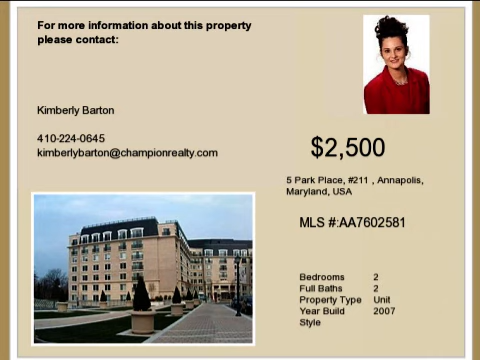 For more information about this property
please contact:
Kimberly Barton
410-224-0645
kimberlybarton@championrealty.com
$2,500
5 Park Place, #211 , Annapolis,
Maryland, USA
MLS #:AA7602581
Bedrooms 2
Full Baths 2
Property Type Unit
Year Build 2007
Style